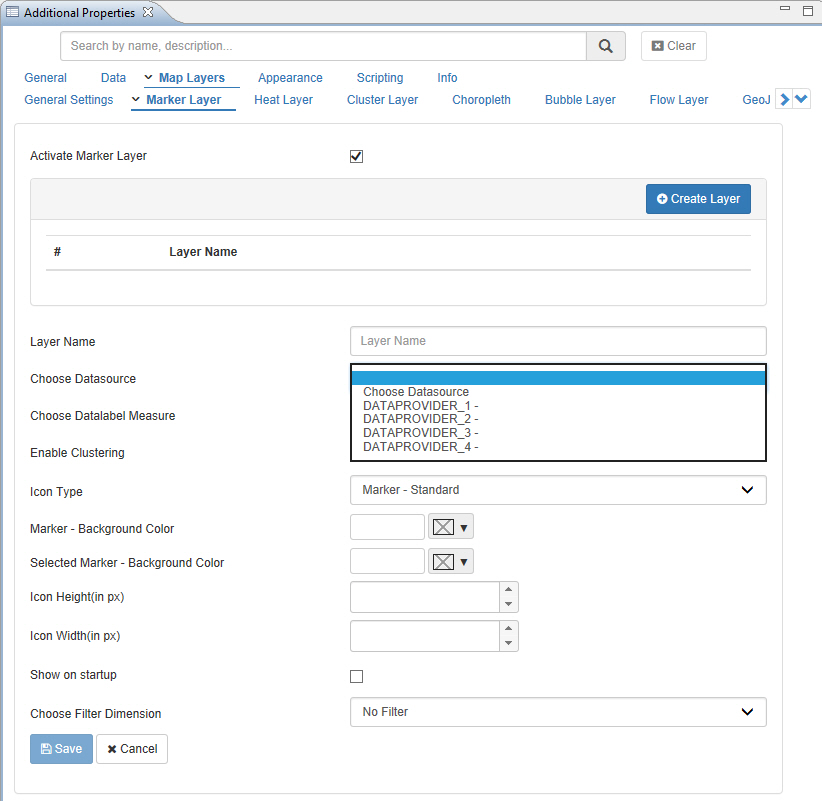 Additional Properties
Search by name, description...
Clear
General Data Map Layers Appearance Scripting Info
General Settings Marker Layer Heat Layer Cluster Layer Choropleth Bubble Layer Flow Layer GeoJ
Activate Marker Layer
Create Layer
# Layer Name
Layer Name Layer Name
Choose Datasource
Choose Datasource
DATAPROVIDER_1 -
DATAPROVIDER_2 -
DATAPROVIDER_3 -
DATAPROVIDER_4 -
Choose Datalabel Measure
Enable Clustering
Icon Type Marker - Standard
Marker - Background Color
Selected Marker - Background Color
Icon Height(in px)
Icon Width(in px)
Show on startup
Choose Filter Dimension No Filter
Save Cancel